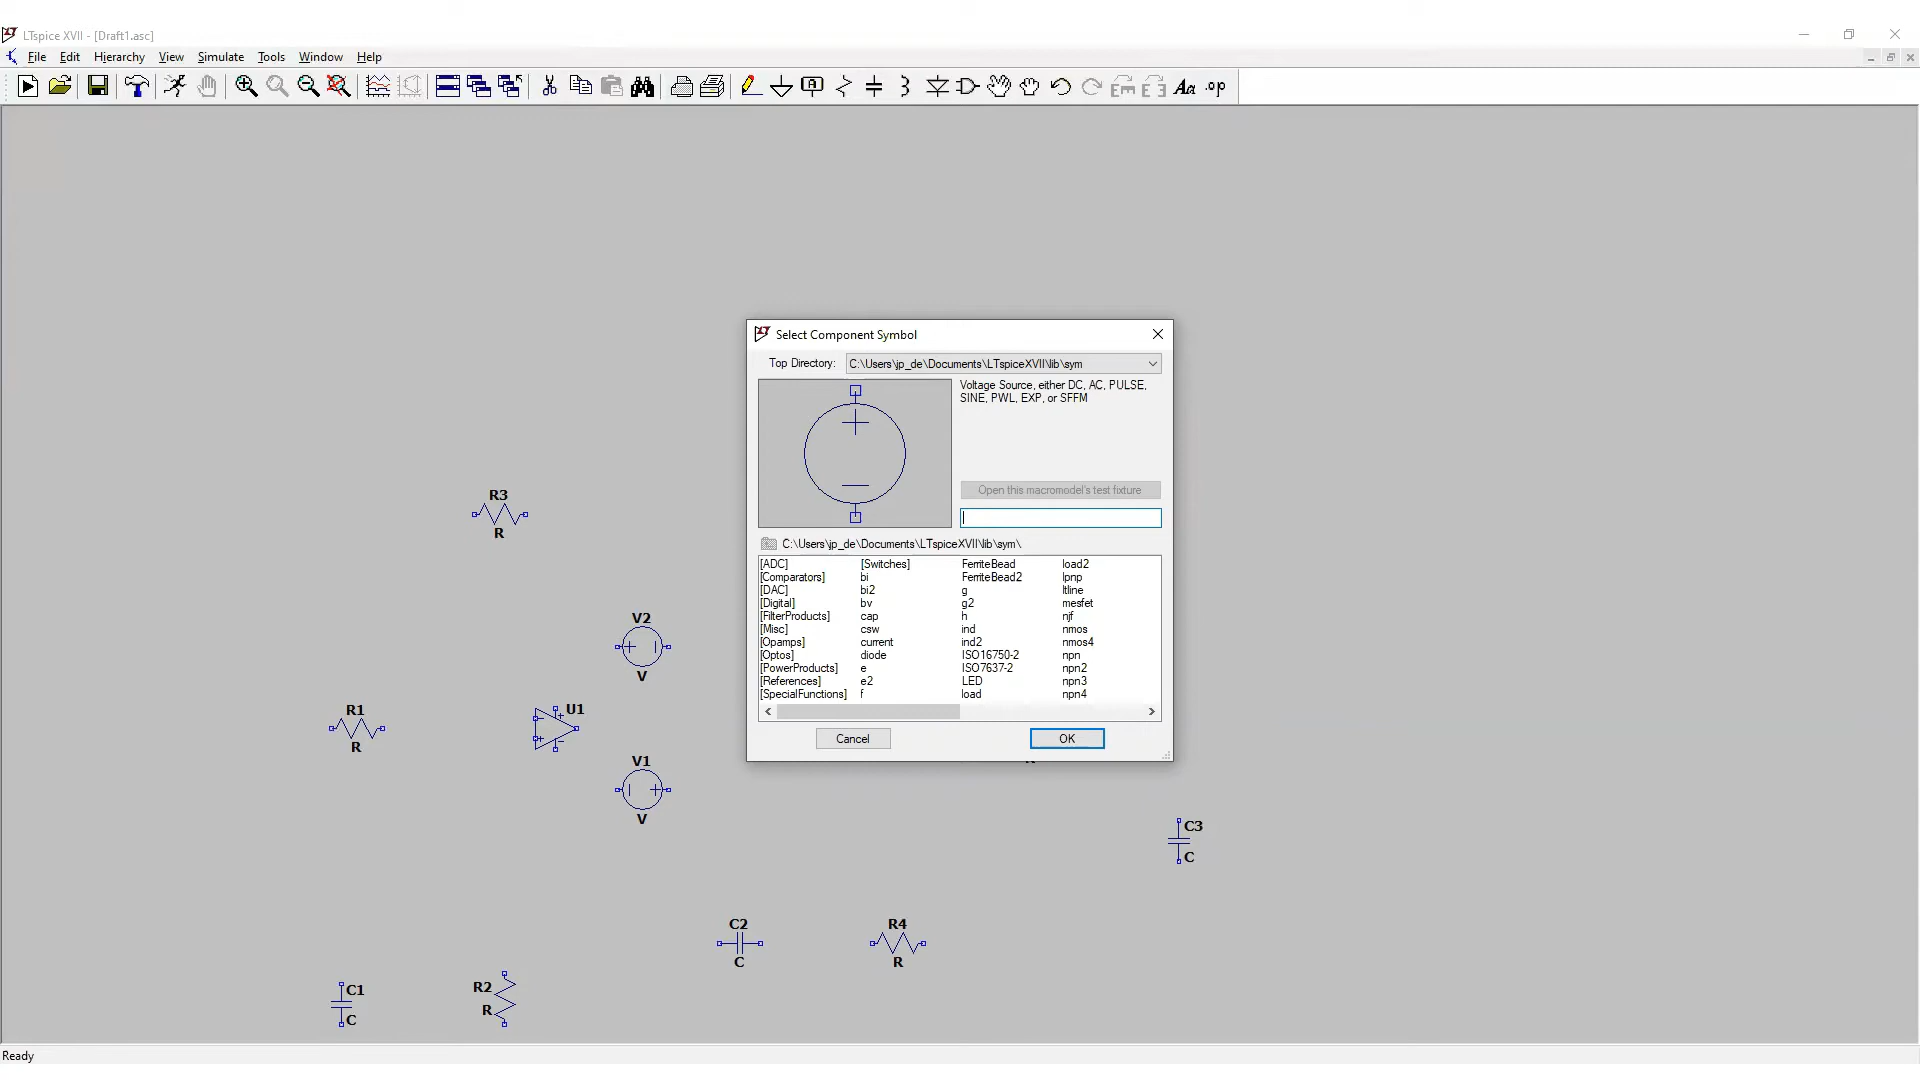 LTspice XVII - [Draft1.asc]
File Edit Hierarchy View Simulate Tools Window Help
A Aa .op
Select Component Symbol
Top Directory: C:\Users\jp_de\Documents\LTspiceXVII\lib\sym
Voltage Source, either DC, AC, PULSE,
SINE, PWL, EXP, or SFFM
Open this macromodel's test fixture
C:\Users\jp_de\Documents\LTspiceXVII\lib\sym\
[ADC] [Switches] FerriteBead load2
[Comparators] bi FerriteBead2 lpnp
[DAC] bi2 g ltline
[Digital] bv g2 mesfet
[FilterProducts] cap h njf
[Misc] csw ind nmos
[Opamps] current ind2 nmos4
[Optos] diode ISO16750-2 npn
[PowerProducts] e ISO7637-2 npn2
[References] e2 LED npn3
[SpecialFunctions] f load npn4
Cancel OK
R3
R
V2
V
R1
R
U1
V1
V
C3
C
C2
C
R4
R
C1
C
R2
R
Ready